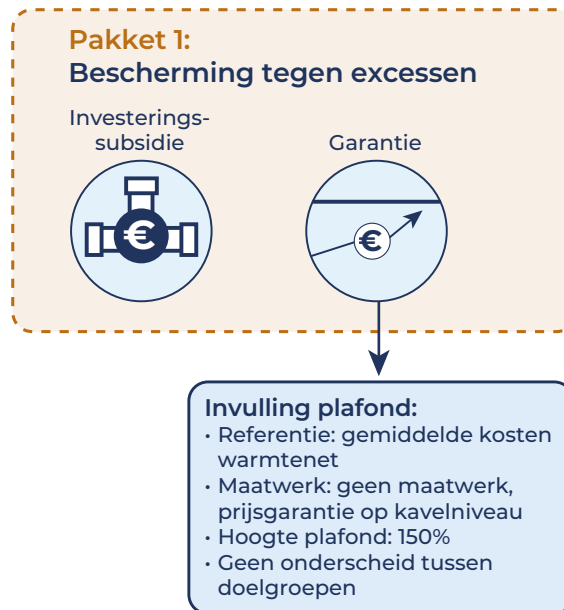 Pakket 1:
Bescherming tegen excessen
Investerings-
subsidie
Garantie
€
€
Invulling plafond:
• Referentie: gemiddelde kosten
warmtenet
• Maatwerk: geen maatwerk,
prijsgarantie op kavelniveau
• Hoogte plafond: 150%
• Geen onderscheid tussen
doelgroepen